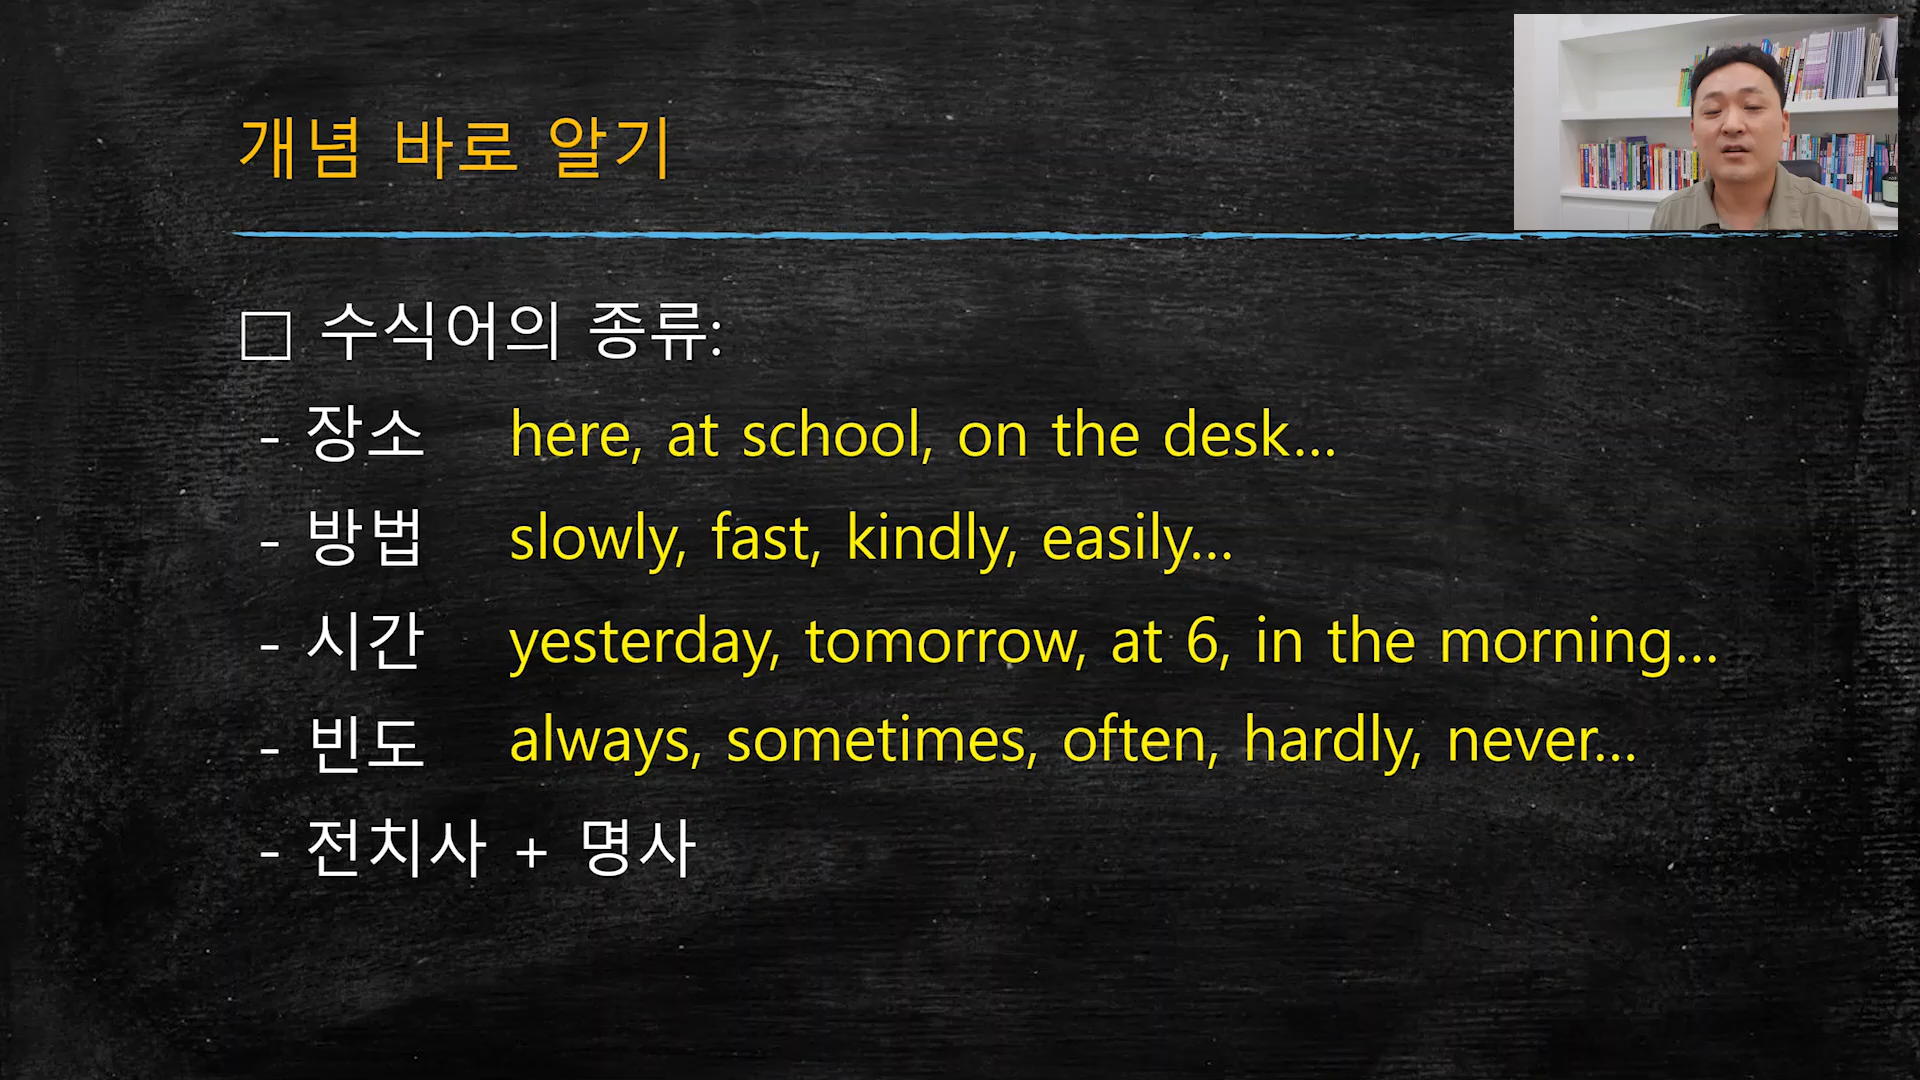 개념 바로 알기
□ 수식어의 종류:
- 장소 here, at school, on the desk...
- 방법 slowly, fast, kindly, easily...
- 시간 yesterday, tomorrow, at 6, in the morning...
- 빈도 always, sometimes, often, hardly, never...
- 전치사 + 명사